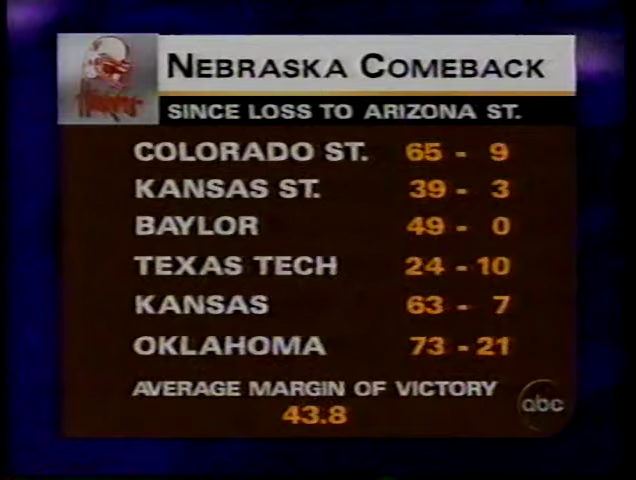 NEBRASKA COMEBACK
SINCE LOSS TO ARIZONA ST.
COLORADO ST. 65 - 9
KANSAS ST. 39 - 3
BAYLOR 49 - 0
TEXAS TECH 24 - 10
KANSAS 63 - 7
OKLAHOMA 73 - 21
AVERAGE MARGIN OF VICTORY
43.8
abc